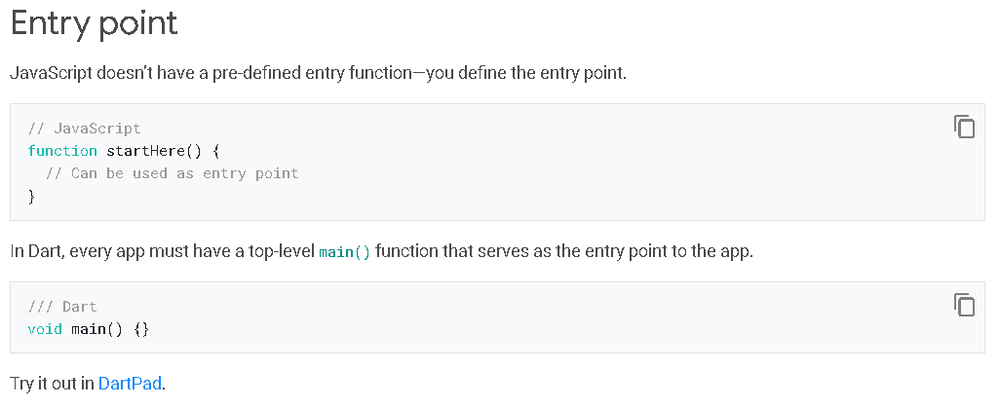 Entry point
JavaScript doesn't have a pre-defined entry function—you define the entry point.
// JavaScript
function startHere() {
  // Can be used as entry point
}
In Dart, every app must have a top-level main() function that serves as the entry point to the app.
/// Dart
void main() {}
Try it out in DartPad.